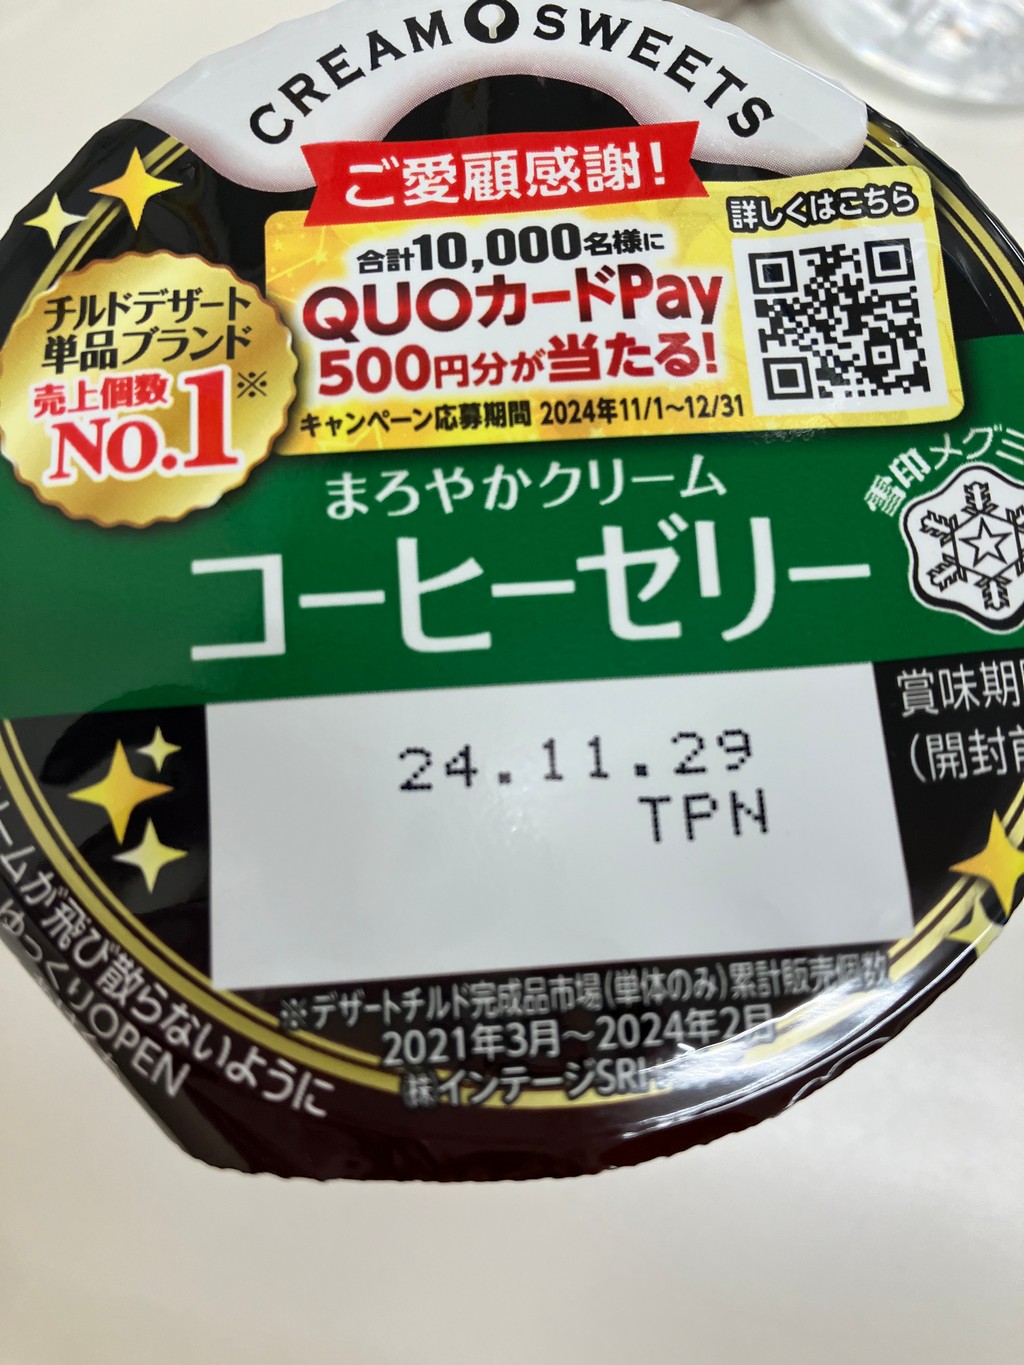 CREAM SWEETS
ご愛顧感謝!
合計10,000名様に
QUOカードPay
500円分が当たる!
キャンペーン応募期間 2024年11/1~12/31
詳しくはこちら
チルドデザート
単品ブランド
売上個数
No.1※
まろやかクリーム
コーヒーゼリー
雪印メグミ
24.11.29
TPN
賞味期
(開封前
ームが飛び散らないように
ゆっくりOPEN
※デザートチルド完成品市場(単体のみ)累計販売個数
2021年3月~2024年2月
㈱インテージSRI+